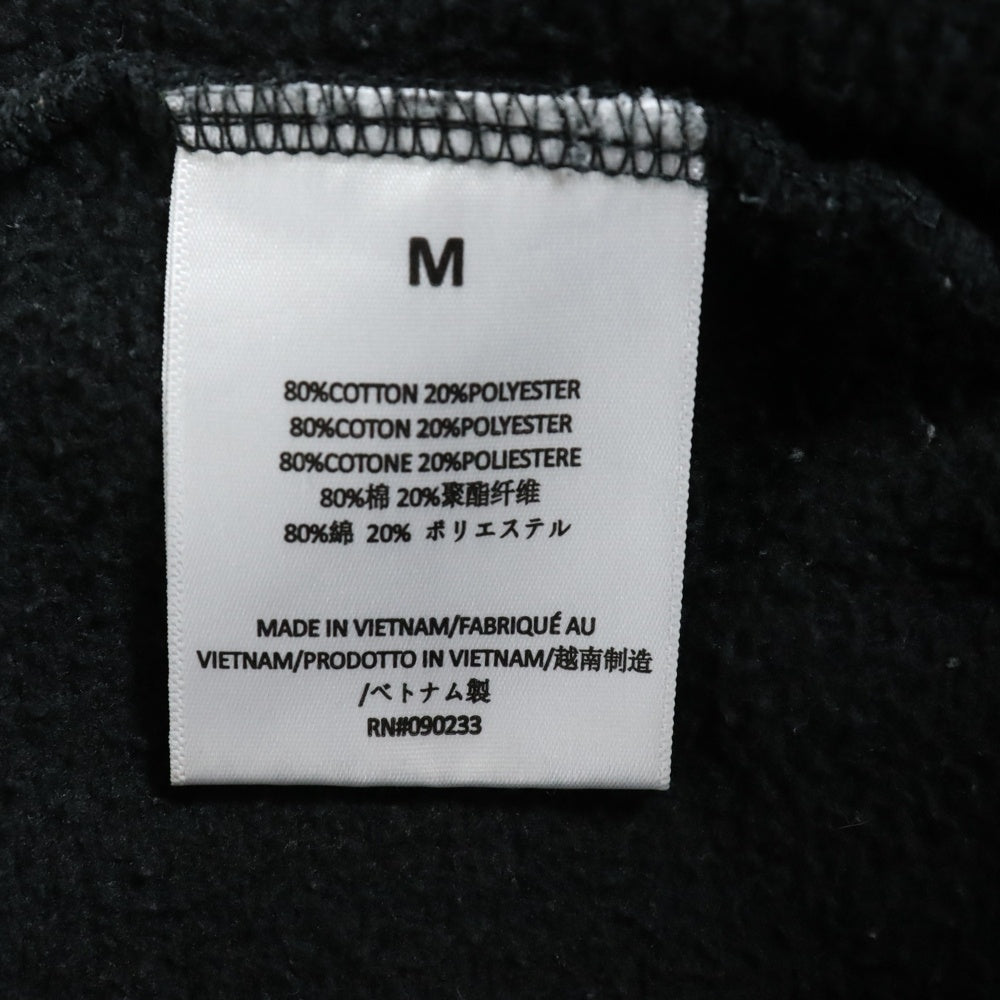 M
80%COTTON 20%POLYESTER
80%COTON 20%POLYESTER
80%COTONE 20%POLIESTERE
80%棉 20%聚酯纤维
80%綿 20% ポリエステル
MADE IN VIETNAM/FABRIQUÉ AU
VIETNAM/PRODOTTO IN VIETNAM/越南制造
/ベトナム製
RN#090233